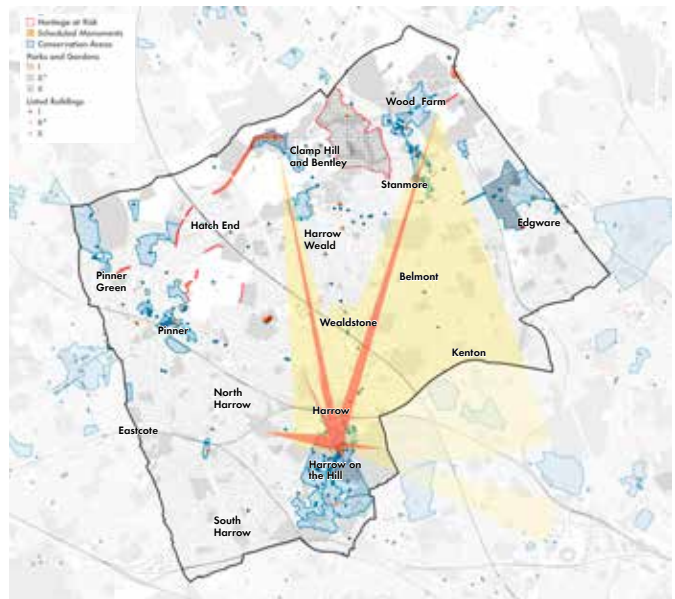 Heritage at Risk
Scheduled Monuments
Conservation Areas
Parks and Gardens
I
II*
II
Listed Buildings
I
II*
II
Wood Farm
Clamp Hill
and Bentley
Stanmore
Edgware
Hatch End
Harrow
Weald
Belmont
Pinner
Green
Wealdstone
Pinner
Kenton
North
Harrow
Harrow
Eastcote
Harrow on
the Hill
South
Harrow